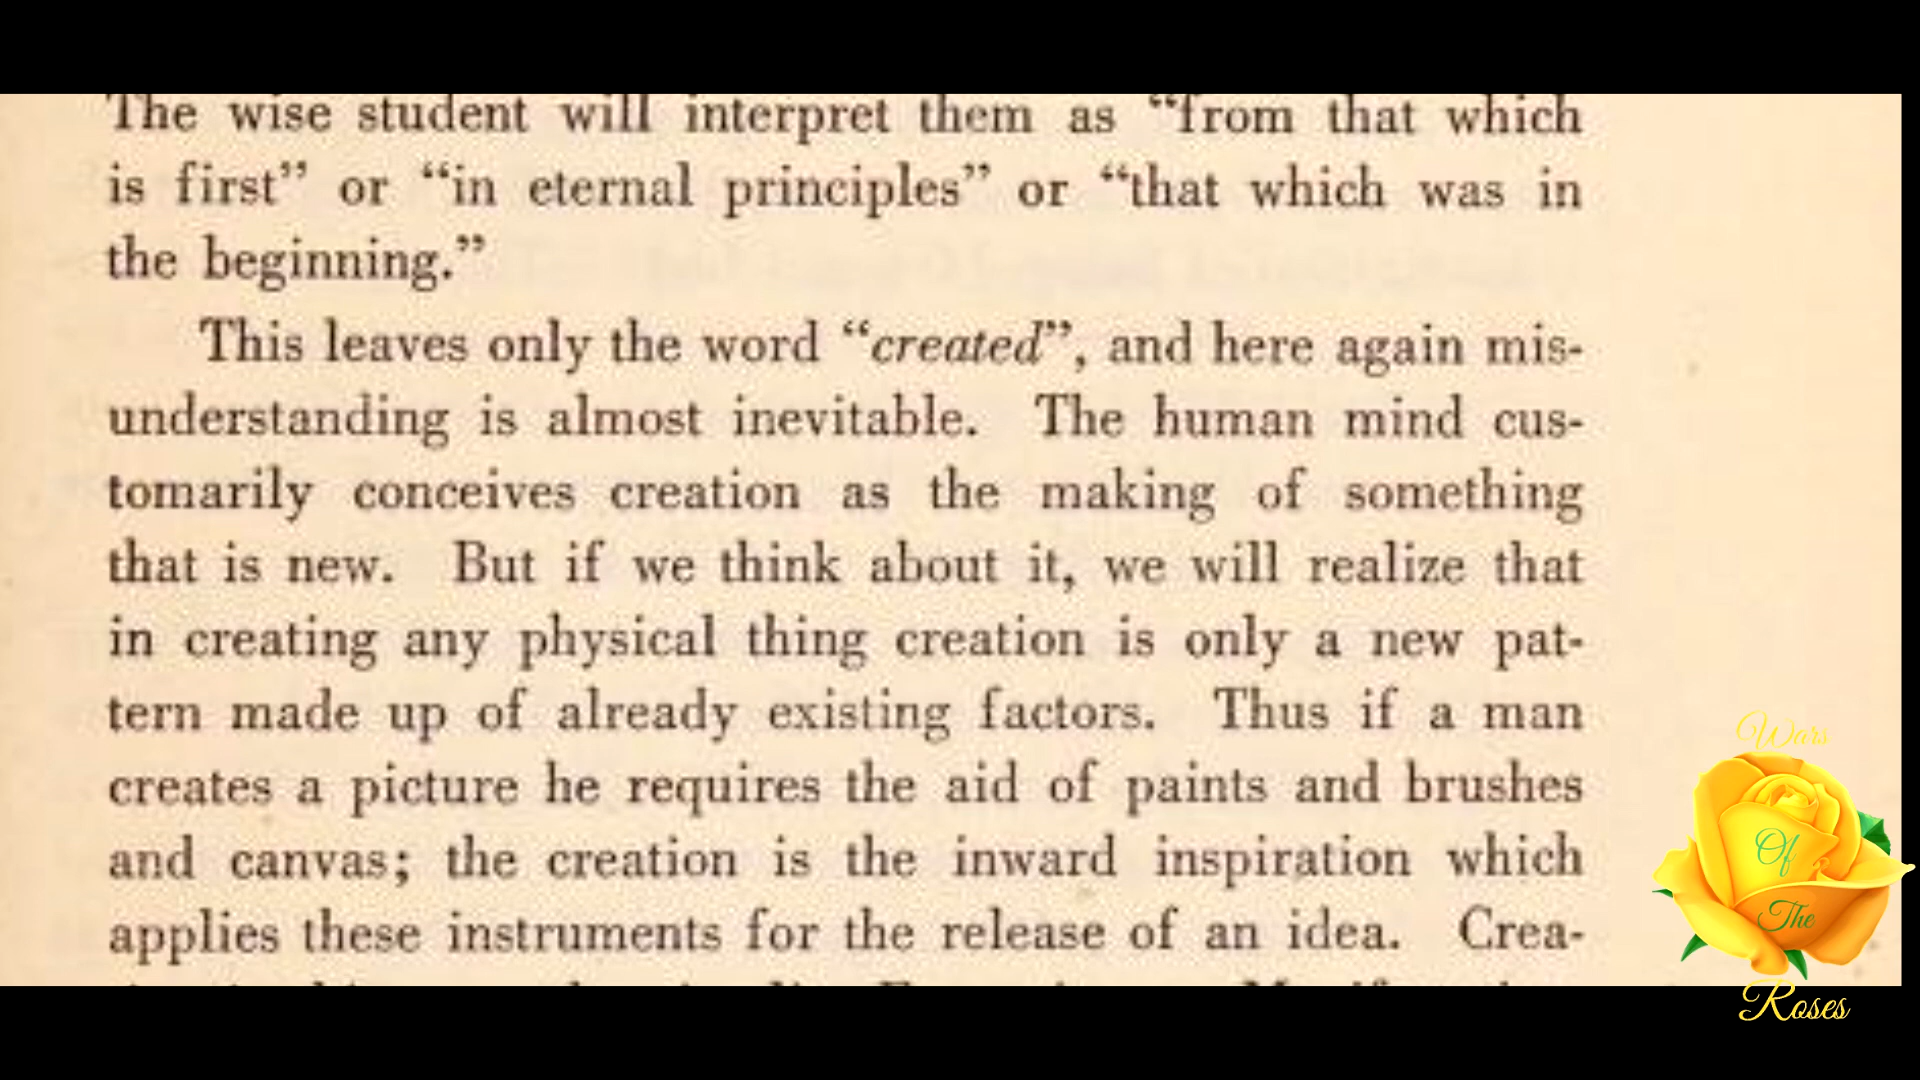 The wise student will interpret them as “from that which
is first” or “in eternal principles” or “that which was in
the beginning.”
This leaves only the word “created”, and here again mis-
understanding is almost inevitable. The human mind cus-
tomarily conceives creation as the making of something
that is new. But if we think about it, we will realize that
in creating any physical thing creation is only a new pat-
tern made up of already existing factors. Thus if a man
creates a picture he requires the aid of paints and brushes
and canvas; the creation is the inward inspiration which
applies these instruments for the release of an idea. Crea-
Wars
Of
The
Roses